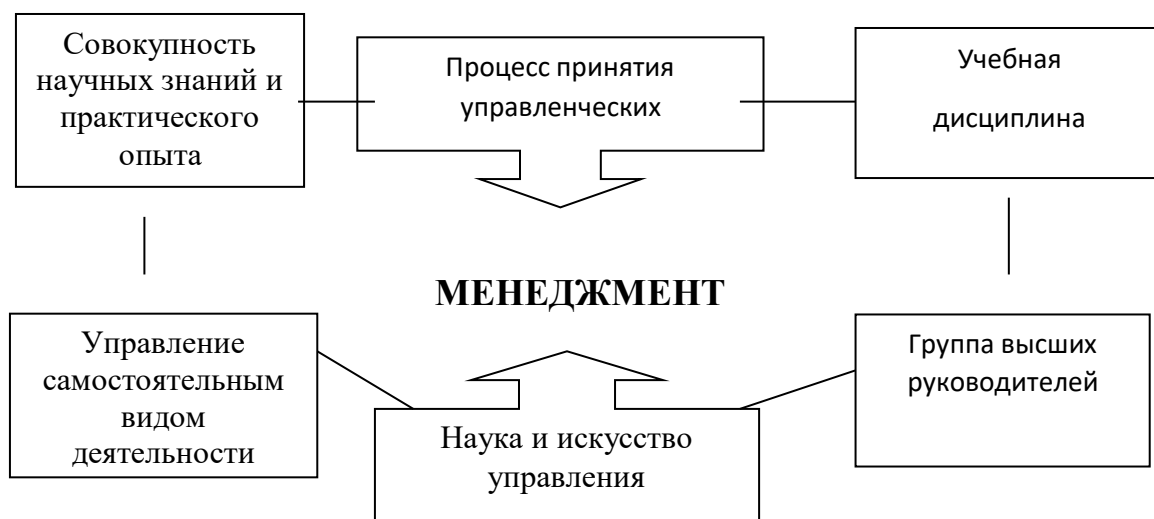 Совокупность
научных знаний и
практического
опыта
Процесс принятия
управленческих
Учебная
дисциплина
МЕНЕДЖМЕНТ
Управление
самостоятельным
видом
деятельности
Наука и искусство
управления
Группа высших
руководителей